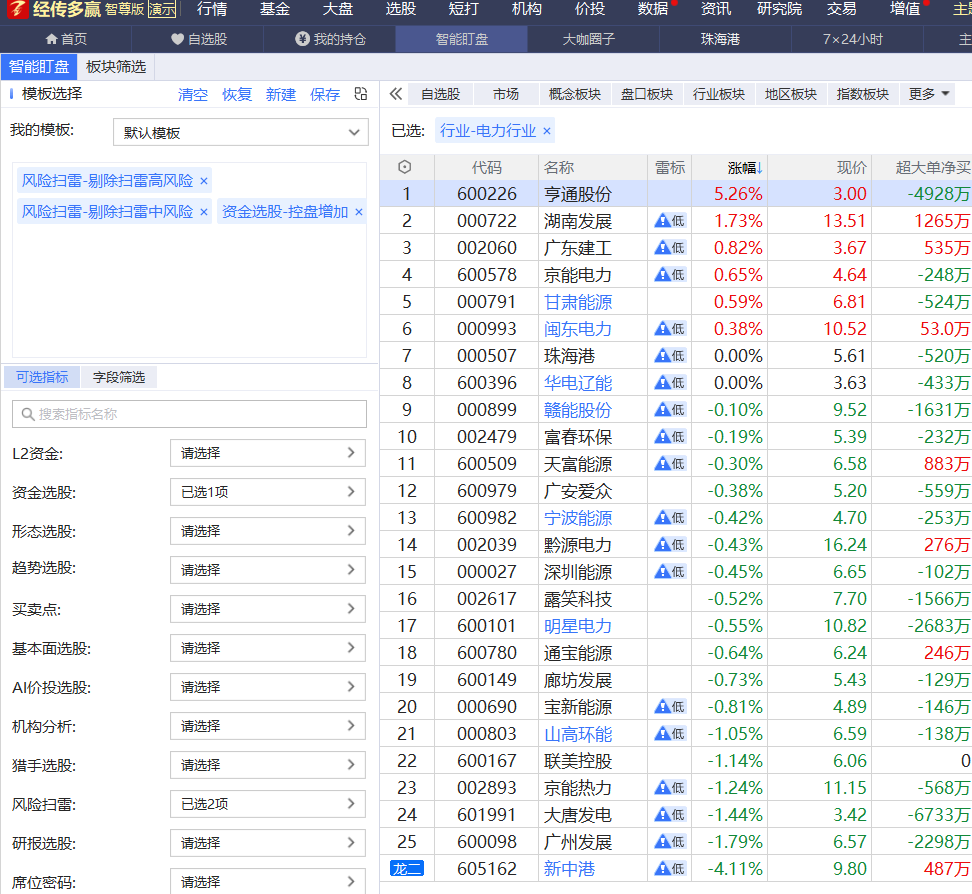 经传多赢 智尊版 演示 行情 基金 大盘 选股 短打 机构 价投 数据 资讯 研究院 交易 增值
首页 自选股 我的持仓 智能盯盘 大咖圈子 珠海港 7×24小时 主
智能盯盘 板块筛选
模板选择 清空 恢复 新建 保存
自选股 市场 概念板块 盘口板块 行业板块 地区板块 指数板块 更多
我的模板: 默认模板
已选: 行业-电力行业 ×
风险扫雷-剔除扫雷高风险 ×
风险扫雷-剔除扫雷中风险 × 资金选股-控盘增加 ×
可选指标 字段筛选
搜索指标名称
L2资金: 请选择
资金选股: 已选1项
形态选股: 请选择
趋势选股: 请选择
买卖点: 请选择
基本面选股: 请选择
AI价投选股: 请选择
机构分析: 请选择
猎手选股: 请选择
风险扫雷: 已选2项
研报选股: 请选择
席位密码: 请选择
代码 名称 雷标 涨幅↓ 现价 超大单净买
1 600226 亨通股份 5.26% 3.00 -4928万
2 000722 湖南发展 低 1.73% 13.51 1265万
3 002060 广东建工 低 0.82% 3.67 535万
4 600578 京能电力 低 0.65% 4.64 -248万
5 000791 甘肃能源 0.59% 6.81 -524万
6 000993 闽东电力 低 0.38% 10.52 53.0万
7 000507 珠海港 低 0.00% 5.61 -520万
8 600396 华电辽能 低 0.00% 3.63 -433万
9 000899 赣能股份 低 -0.10% 9.52 -1631万
10 002479 富春环保 低 -0.19% 5.39 -232万
11 600509 天富能源 低 -0.30% 6.58 883万
12 600979 广安爱众 -0.38% 5.20 -559万
13 600982 宁波能源 低 -0.42% 4.70 -253万
14 002039 黔源电力 低 -0.43% 16.24 276万
15 000027 深圳能源 低 -0.45% 6.65 -102万
16 002617 露笑科技 -0.52% 7.70 -1566万
17 600101 明星电力 -0.55% 10.82 -2683万
18 600780 通宝能源 -0.64% 6.24 246万
19 600149 廊坊发展 -0.73% 5.43 -129万
20 000690 宝新能源 低 -0.81% 4.89 -146万
21 000803 山高环能 低 -1.05% 6.59 -138万
22 600167 联美控股 -1.14% 6.06 0
23 002893 京能热力 低 -1.24% 11.15 -568万
24 601991 大唐发电 低 -1.44% 3.42 -6733万
25 600098 广州发展 低 -1.79% 6.57 -2298万
龙二 605162 新中港 低 -4.11% 9.80 487万